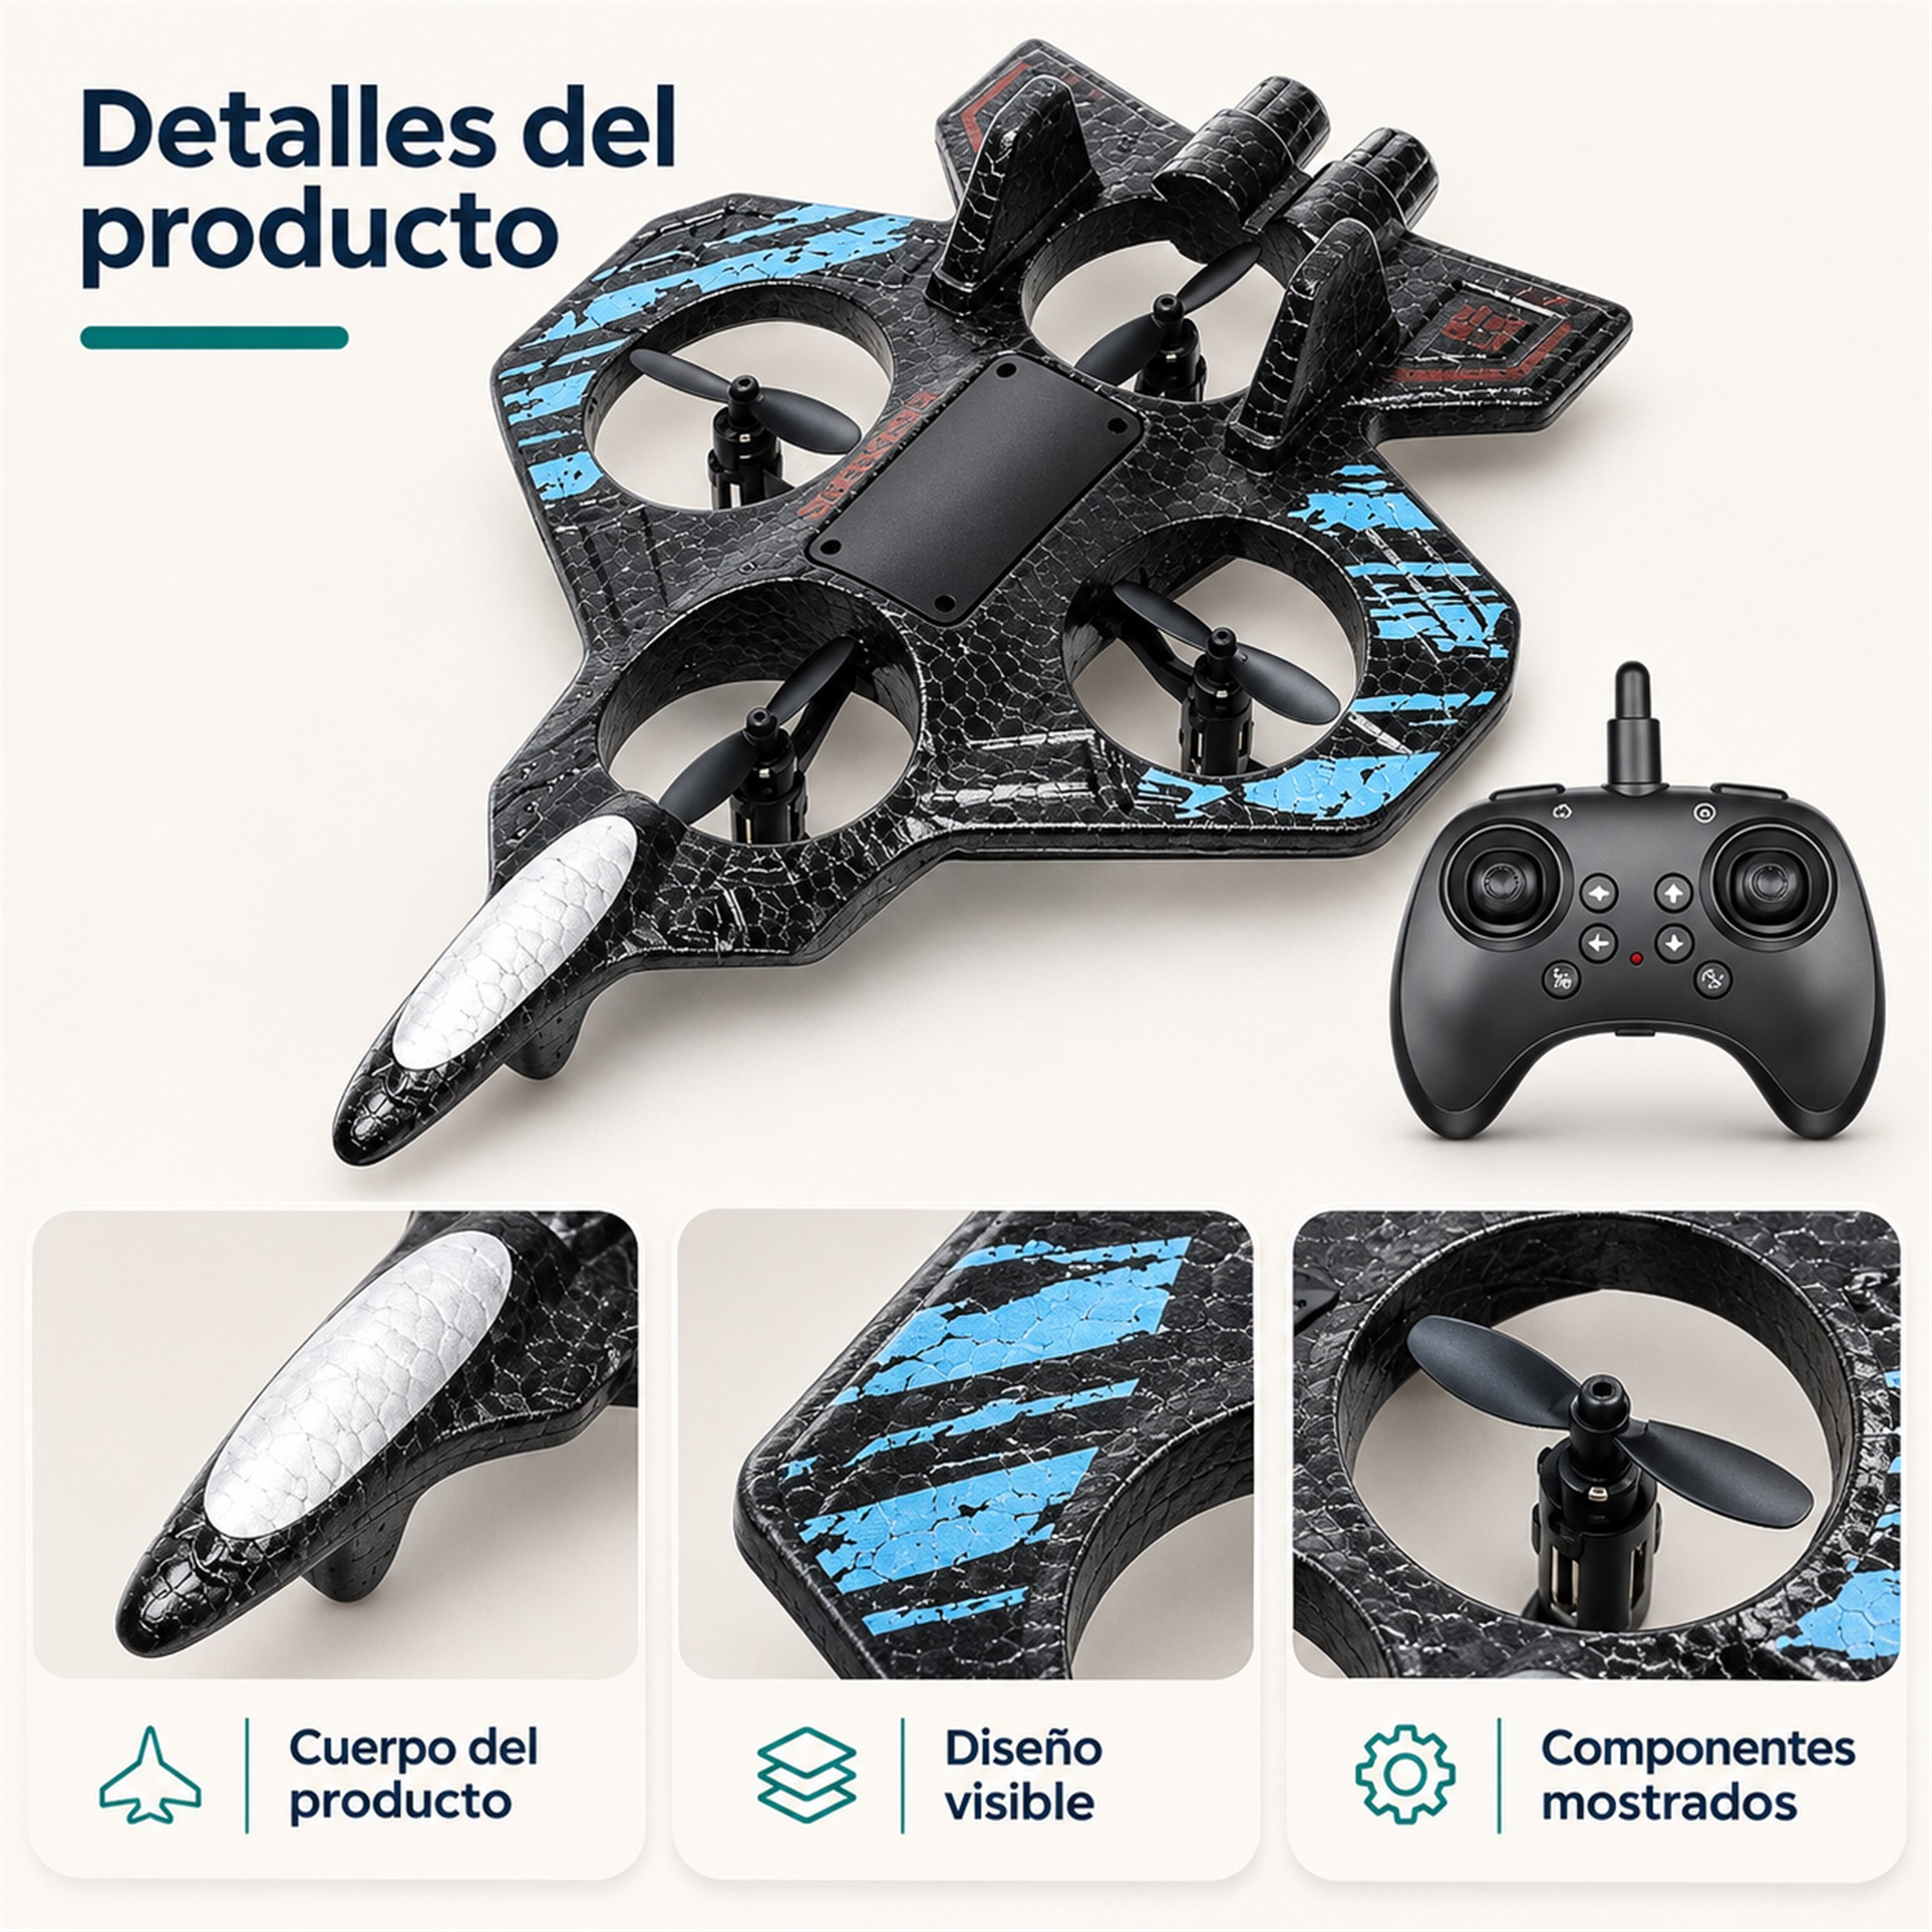 Detalles del
producto
Cuerpo del
producto
Diseño
visible
Componentes
mostrados